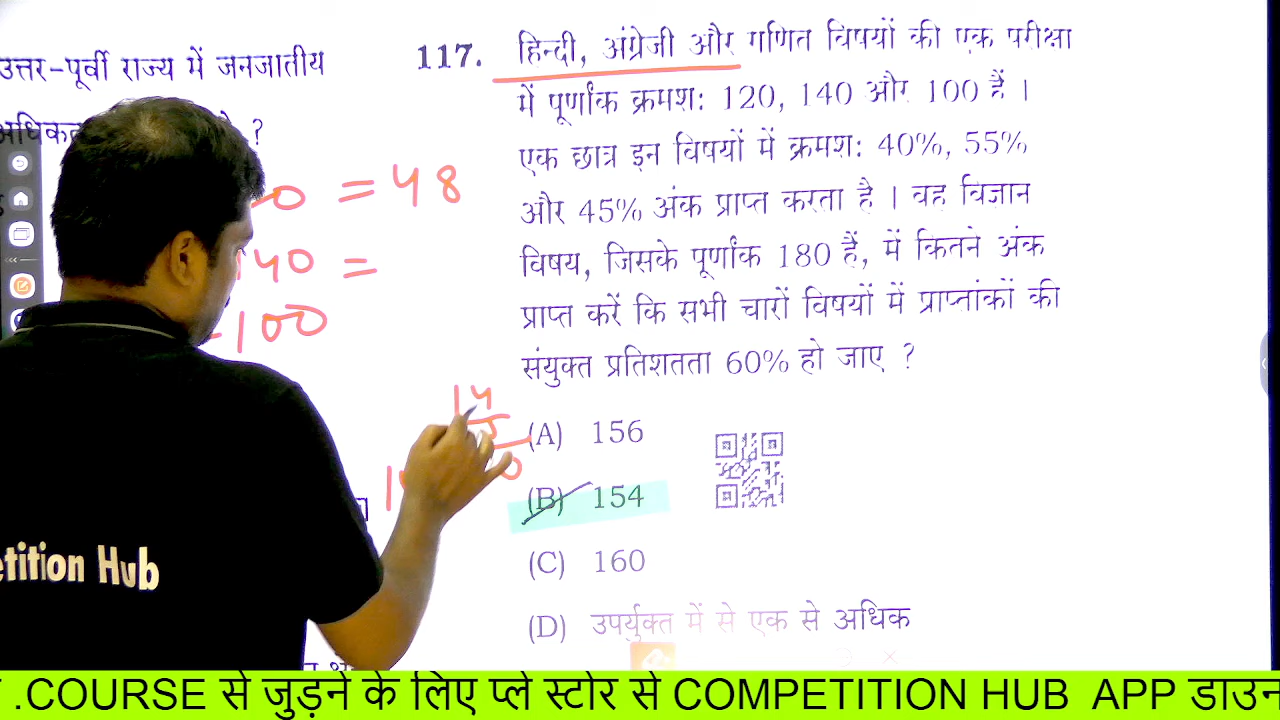 उत्तर-पूर्वी राज्य में जनजातीय
?
117. हिन्दी, अंग्रेजी और गणित विषयों की एक परीक्षा
में पूर्णांक क्रमश: 120, 140 और 100 हैं ।
एक छात्र इन विषयों में क्रमश: 40%, 55%
और 45% अंक प्राप्त करता है । वह विज्ञान
विषय, जिसके पूर्णांक 180 हैं, में कितने अंक
प्राप्त करें कि सभी चारों विषयों में प्राप्तांकों की
संयुक्त प्रतिशतता 60% हो जाए ?
(A) 156
(B) 154
(C) 160
(D) उपर्युक्त में से एक से अधिक
= 48
140 =
100
14
etition Hub
.COURSE से जुड़ने के लिए प्ले स्टोर से COMPETITION HUB APP डाउन